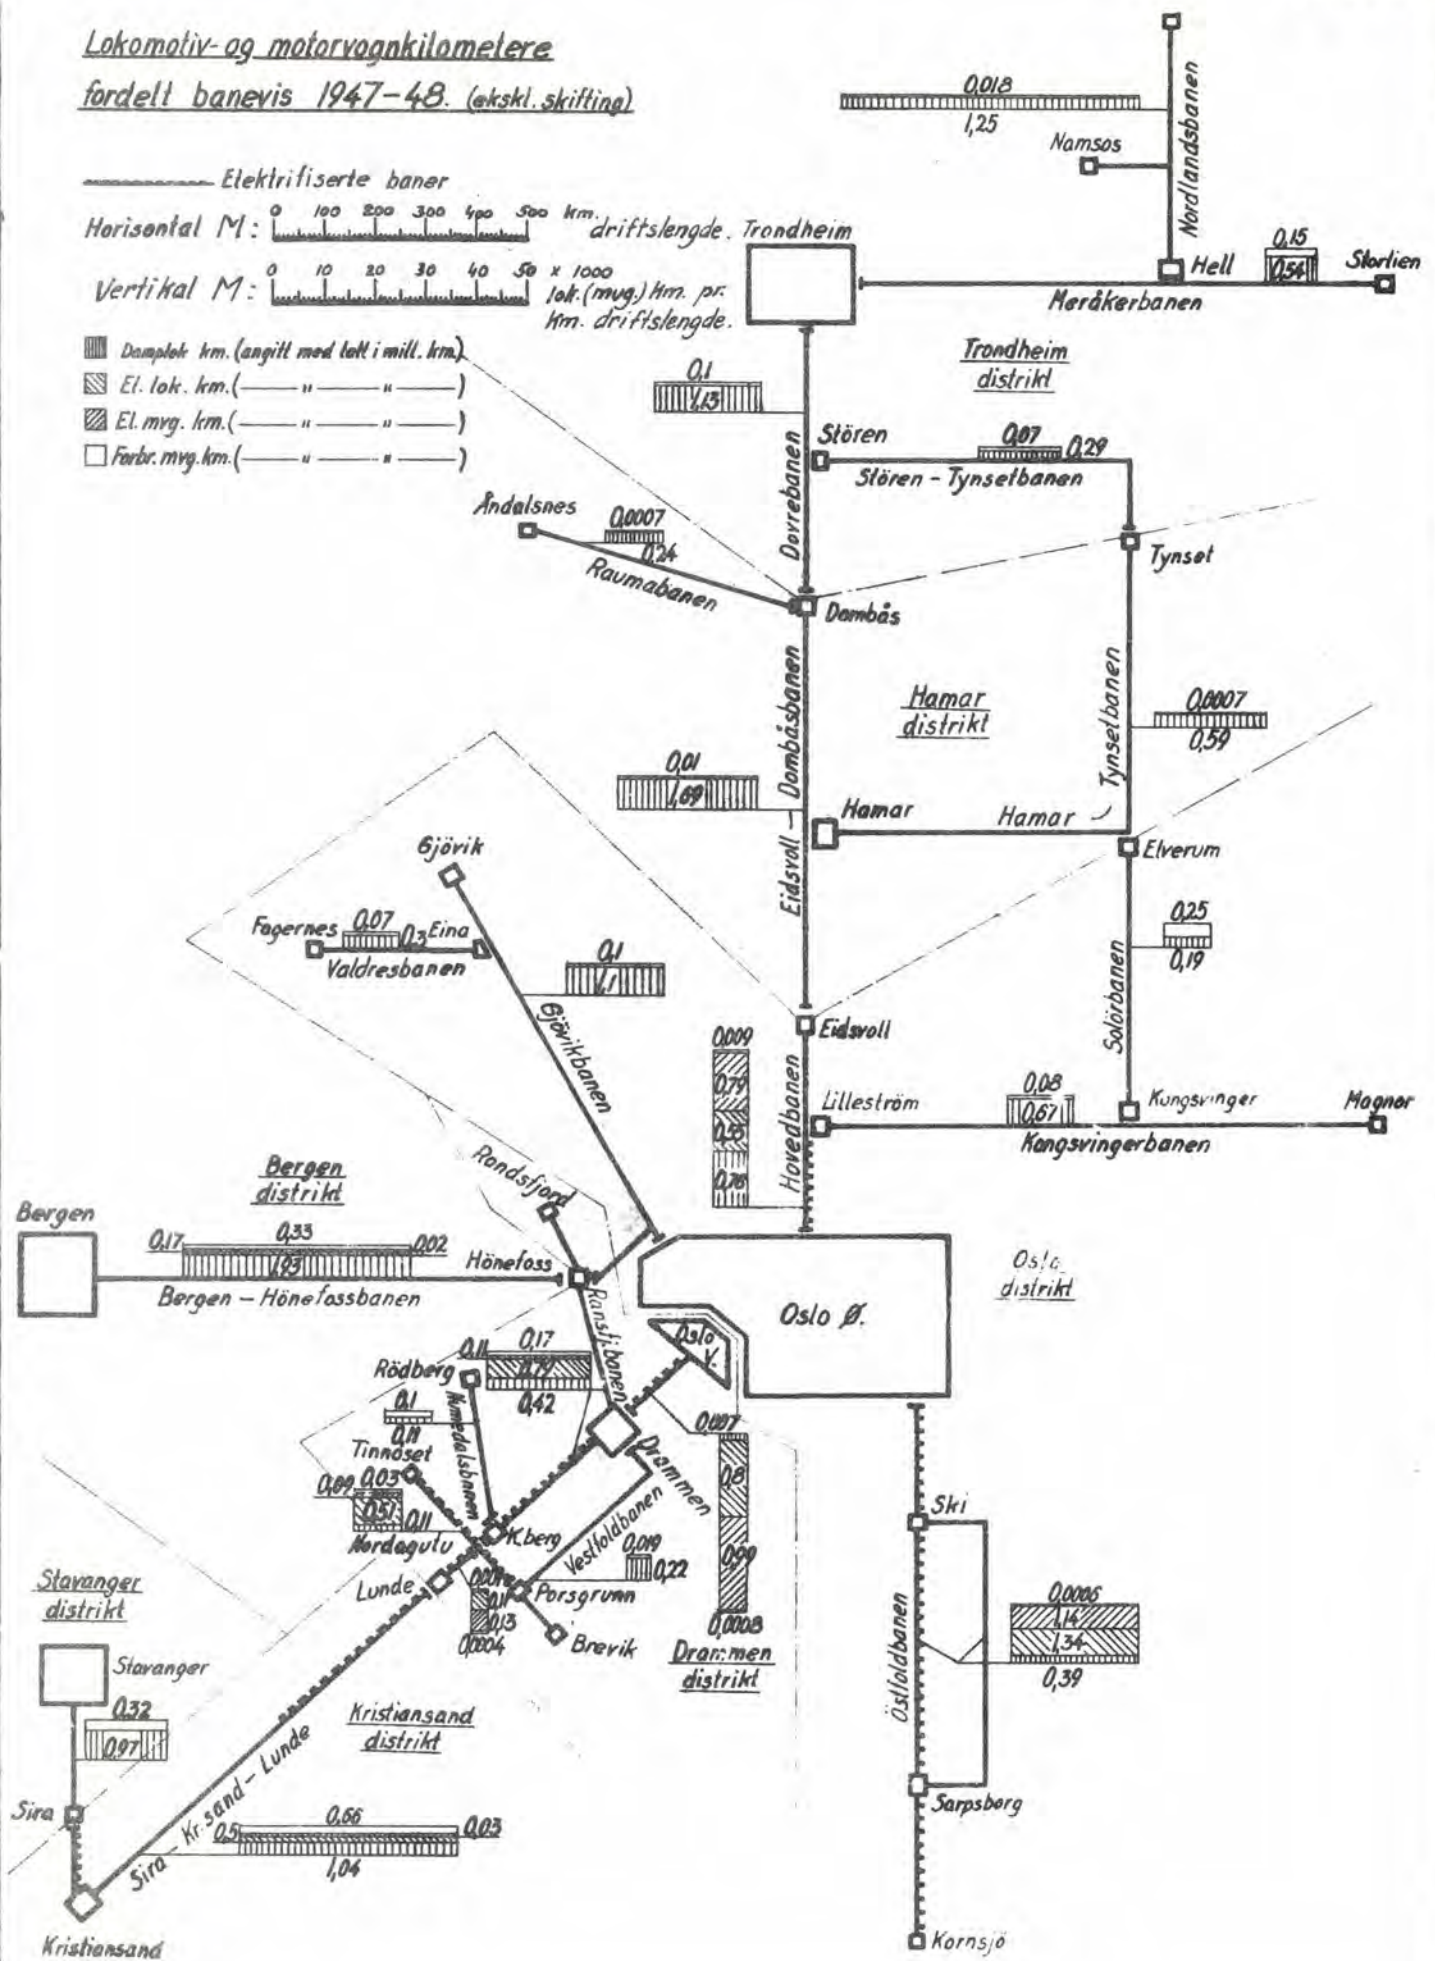 Lokomotiv- og motorvognkilometere
fordelt banevis 1947-48. (ekskl. skifting)
Elektrifiserte baner
Horisontal M: 0 100 200 300 400 500 km. driftslengde.
Vertikal M: 0 10 20 30 40 50 x 1000
lok. (mvg.) km. pr.
km. driftslengde.
Damplok km. (angitt med tall i mill. km.)
El. lok. km. (—— " —— " ——)
El. mvg. km. (—— " —— " ——)
Forbr. mvg. km. (—— " —— " ——)
0,018
1,25
Namsos
Nordlandsbanen
Trondheim
Hell
0,15
0,54
Storlien
Meråkerbanen
Trondheim
distrikt
0,1
1,13
Dovrebanen
Stören
0,07
0,29
Stören - Tynsetbanen
Åndalsnes
0,0007
0,24
Raumabanen
Tynset
Dombås
Hamar
distrikt
Tynsetbanen
0,0007
0,59
0,01
1,69
Eidsvoll - Dombåsbanen
Hamar
Hamar -
Elverum
Gjövik
Fagernes
0,07
0,3
Eina
Valdresbanen
0,1
1,1
Gjövikbanen
0,25
0,19
Solörbanen
Eidsvoll
0,009
0,79
0,55
0,76
Hovedbanen
Lilleström
0,08
0,67
Kongsvinger
Magnor
Kongsvingerbanen
Bergen
distrikt
Randsfjord
Bergen
0,17
0,33
0,02
1,93
Hönefoss
Bergen - Hönefossbanen
Oslo
distrikt
Oslo Ø.
Oslo
V.
Ransfj.banen
0,11
0,17
0,79
0,42
Rödberg
0,1
0,11
Numedalsbanen
Tinnoset
0,09
0,03
0,51
0,11
Nordagutu
K.berg
Drammen
0,007
0,8
0,99
0,0008
Drammen
distrikt
Vestfoldbanen
0,019
0,22
Porsgrunn
Lunde
0,11
0,13
0,0004
Brevik
Ski
Östfoldbanen
0,0006
1,14
1,34
0,39
Sarpsborg
Kornsjö
Stavanger
distrikt
Stavanger
0,32
0,97
Kristiansand
distrikt
Sira
Sira - Kr.sand - Lunde
0,5
0,66
0,03
1,04
Kristiansand